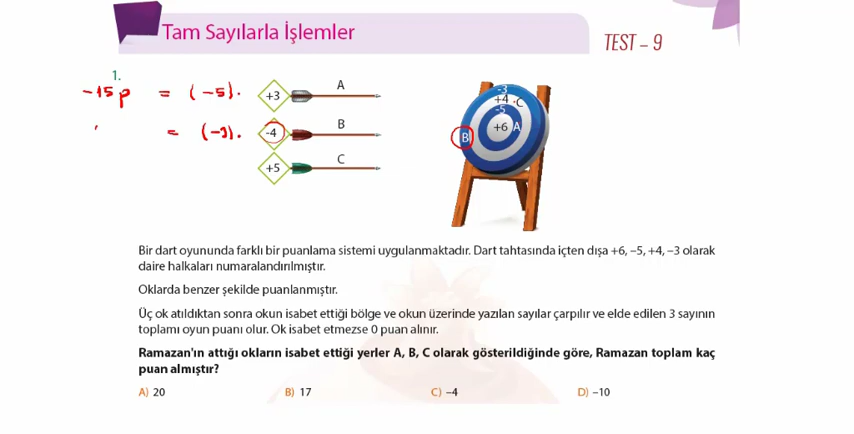 Tam Sayılarla İşlemler
TEST – 9
1.
-15p = (-5).
= (-3).
+3 A
-4 B
+5 C
-3
+4 C
-5
+6 A
B
Bir dart oyununda farklı bir puanlama sistemi uygulanmaktadır. Dart tahtasında içten dışa +6, –5, +4, –3 olarak
daire halkaları numaralandırılmıştır.
Oklarda benzer şekilde puanlanmıştır.
Üç ok atıldıktan sonra okun isabet ettiği bölge ve okun üzerinde yazılan sayılar çarpılır ve elde edilen 3 sayının
toplamı oyun puanı olur. Ok isabet etmezse 0 puan alınır.
Ramazan'ın attığı okların isabet ettiği yerler A, B, C olarak gösterildiğinde göre, Ramazan toplam kaç
puan almıştır?
A) 20 B) 17 C) –4 D) –10